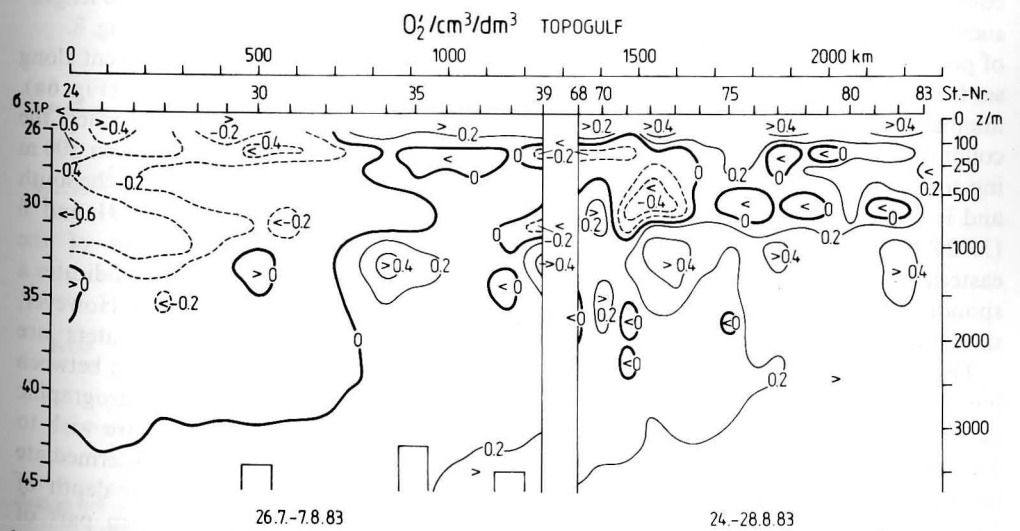 O₂′/cm³/dm³ TOPOGULF
0 500 1000 1500 2000 km
24 30 35 39 68 70 75 80 83 St.-Nr.
σ S,T,P
<-0.6 > -0.4 > -0.2 > 0.2 >0.2 >0.4 >0.4 >0.4 0 z/m
26 -0.4 < -0.4 < 0 0 < -0.2 < 0 < 0 100
-0.2 0 0 0.2 < 0.2 250
30 <-0.6 < -0.2 > 0.2 < -0.4 < 0 < 0 < 0 500
< -0.2 0.2 1000
35 > 0 > 0 >0.4 0.2 < 0 >0.4 >0.4 >0.4 >0.4 0.2
< -0.2 <0 > 0.2 <0 <0
0 <0 0.2 > 2000
40
0.2 > 3000
45
26.7.-7.8.83 24.-28.8.83